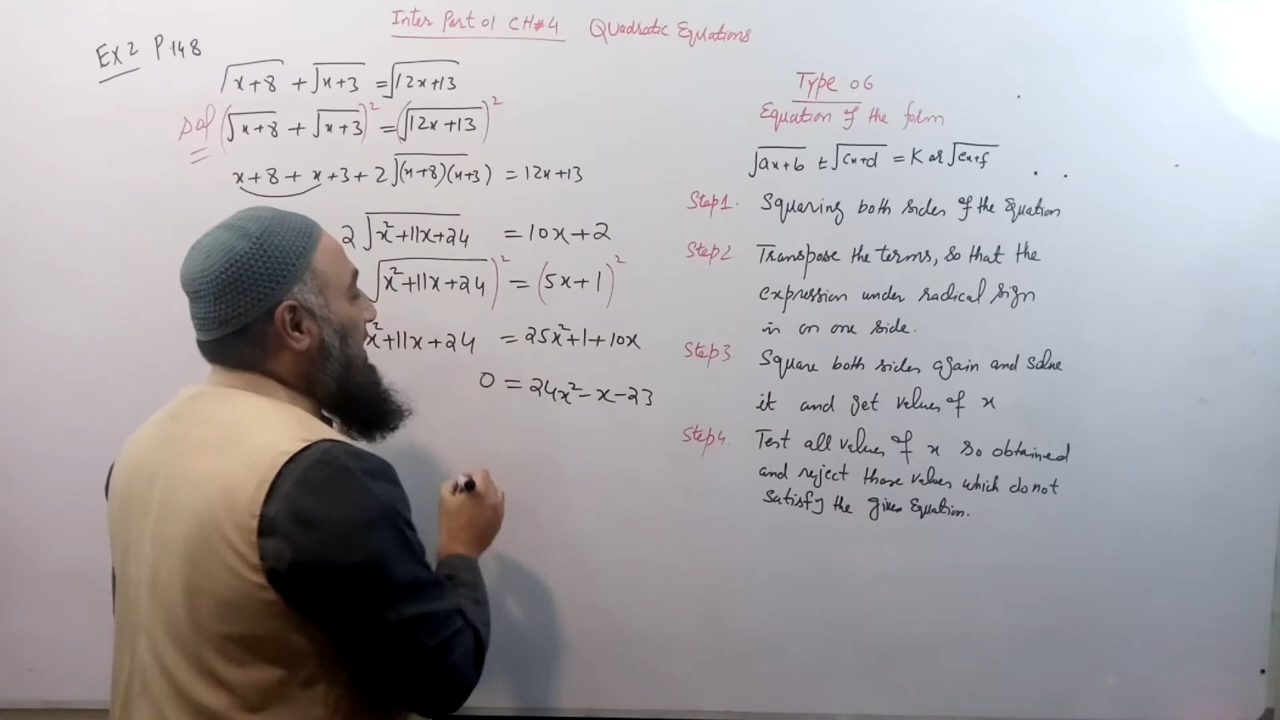 Inter Part 01 CH#4 Quadratic Equations
Ex 2 P148
√x+8 + √x+3 = √12x+13
Sol (√x+8 + √x+3)² = (√12x+13)²
x+8 + x+3 + 2√(x+8)(x+3) = 12x+13
2√x²+11x+24 = 10x+2
√x²+11x+24)² = (5x+1)²
x²+11x+24 = 25x²+1+10x
0 = 24x²-x-23
Type 06
Equation of the form
√ax+b ± √cx+d = K or √ex+f
Step1. Squaring both sides of the Equation
Step2 Transpose the terms, so that the
expression under radical sign
is on one side.
Step3 Square both sides again and solve
it and get values of x
Step4. Test all values of x so obtained
and reject those values which do not
satisfy the given Equation.